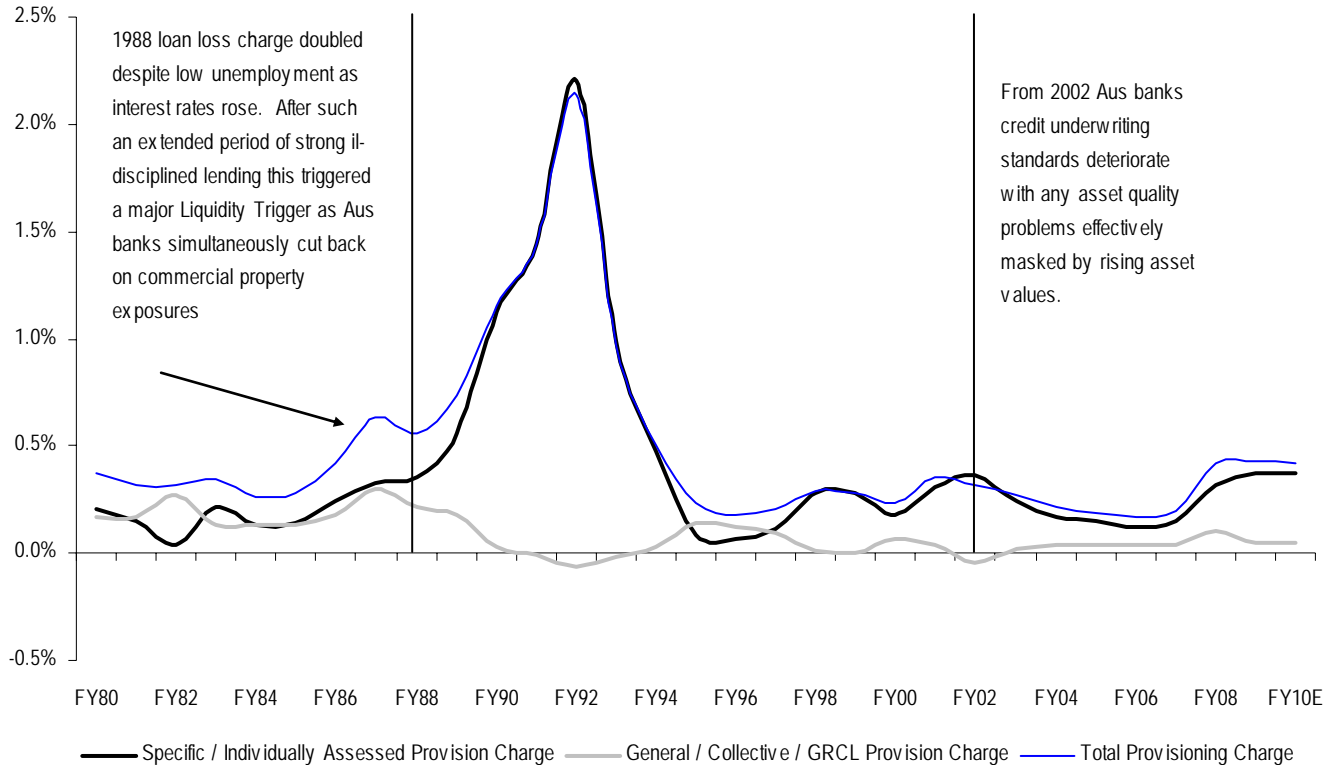 2.5%
2.0%
1.5%
1.0%
0.5%
0.0%
-0.5%
1988 loan loss charge doubled
despite low unemployment as
interest rates rose. After such
an extended period of strong il-
disciplined lending this triggered
a major Liquidity Trigger as Aus
banks simultaneously cut back
on commercial property
exposures
From 2002 Aus banks
credit underwriting
standards deteriorate
with any asset quality
problems effectively
masked by rising asset
values.
FY80 FY82 FY84 FY86 FY88 FY90 FY92 FY94 FY96 FY98 FY00 FY02 FY04 FY06 FY08 FY10E
Specific / Individually Assessed Provision Charge General / Collective / GRCL Provision Charge Total Provisioning Charge